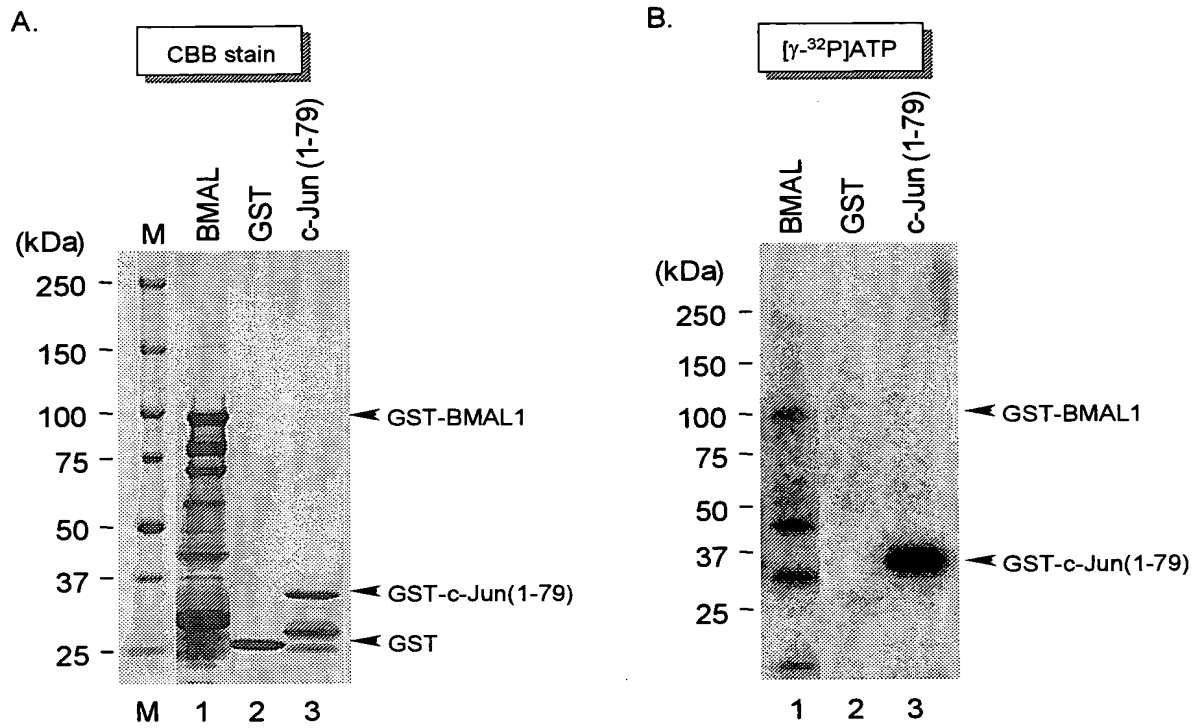 A.
CBB stain
(kDa)
M
BMAL
GST
c-Jun (1-79)
250
150
100
75
50
37
25
GST-BMAL1
GST-c-Jun(1-79)
GST
M 1 2 3
B.
[γ-³²P]ATP
(kDa)
BMAL
GST
c-Jun (1-79)
250
150
100
75
50
37
25
GST-BMAL1
GST-c-Jun(1-79)
1 2 3